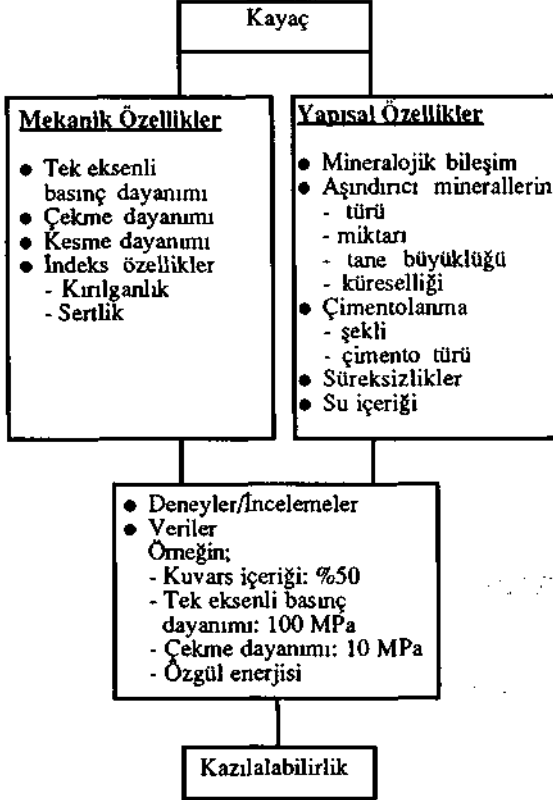 Kayaç
Mekanik Özellikler
● Tek eksenli
basınç dayanımı
● Çekme dayanımı
● Kesme dayanımı
● İndeks özellikler
- Kırılganlık
- Sertlik
Yapısal Özellikler
● Mineralojik bileşim
● Aşındırıcı minerallerin
- türü
- miktarı
- tane büyüklüğü
- küreselliği
● Çimentolanma
- şekli
- çimento türü
● Süreksizlikler
● Su içeriği
● Deneyler/İncelemeler
● Veriler
Örneğin;
- Kuvars içeriği: %50
- Tek eksenli basınç
dayanımı: 100 MPa
- Çekme dayanımı: 10 MPa
- Özgül enerjisi
Kazılalabilirlik